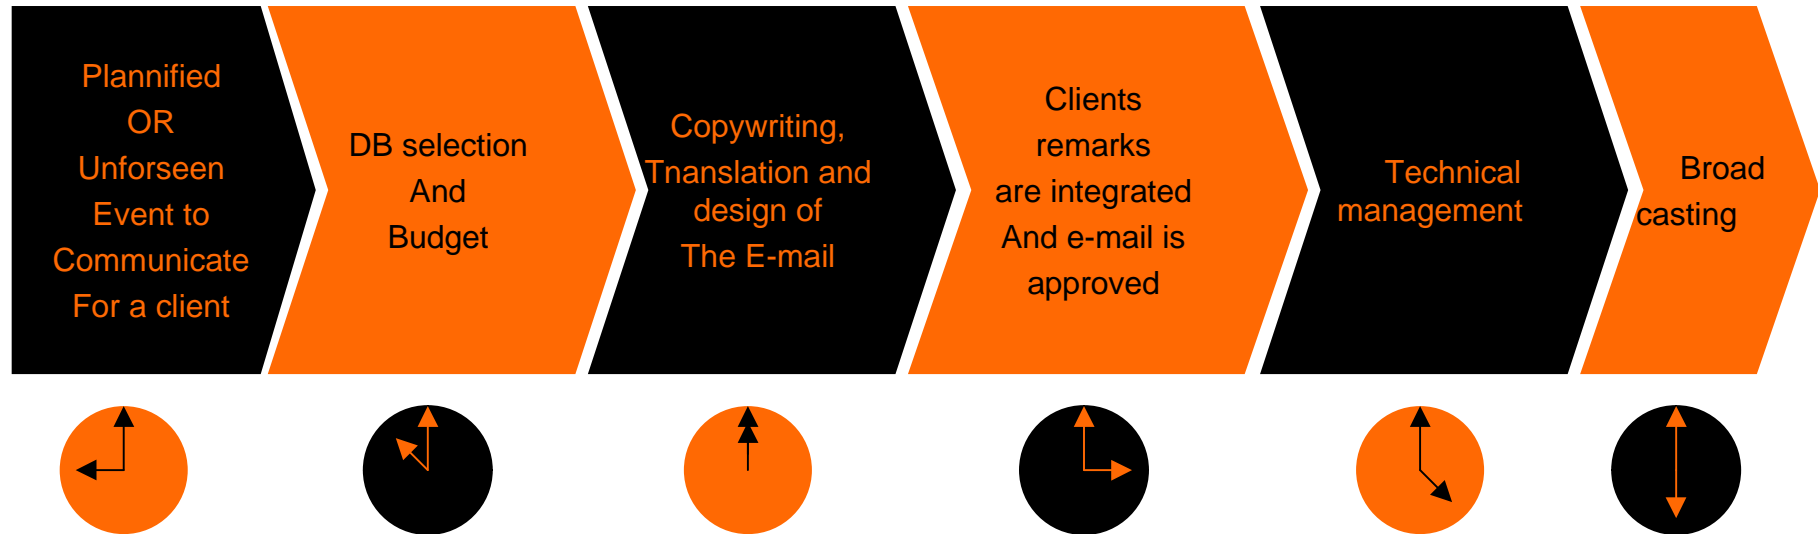 Plannified
OR
Unforseen
Event to
Communicate
For a client
DB selection
And
Budget
Copywriting,
Tnanslation and
design of
The E-mail
Clients
remarks
are integrated
And e-mail is
approved
Technical
management
Broad
casting